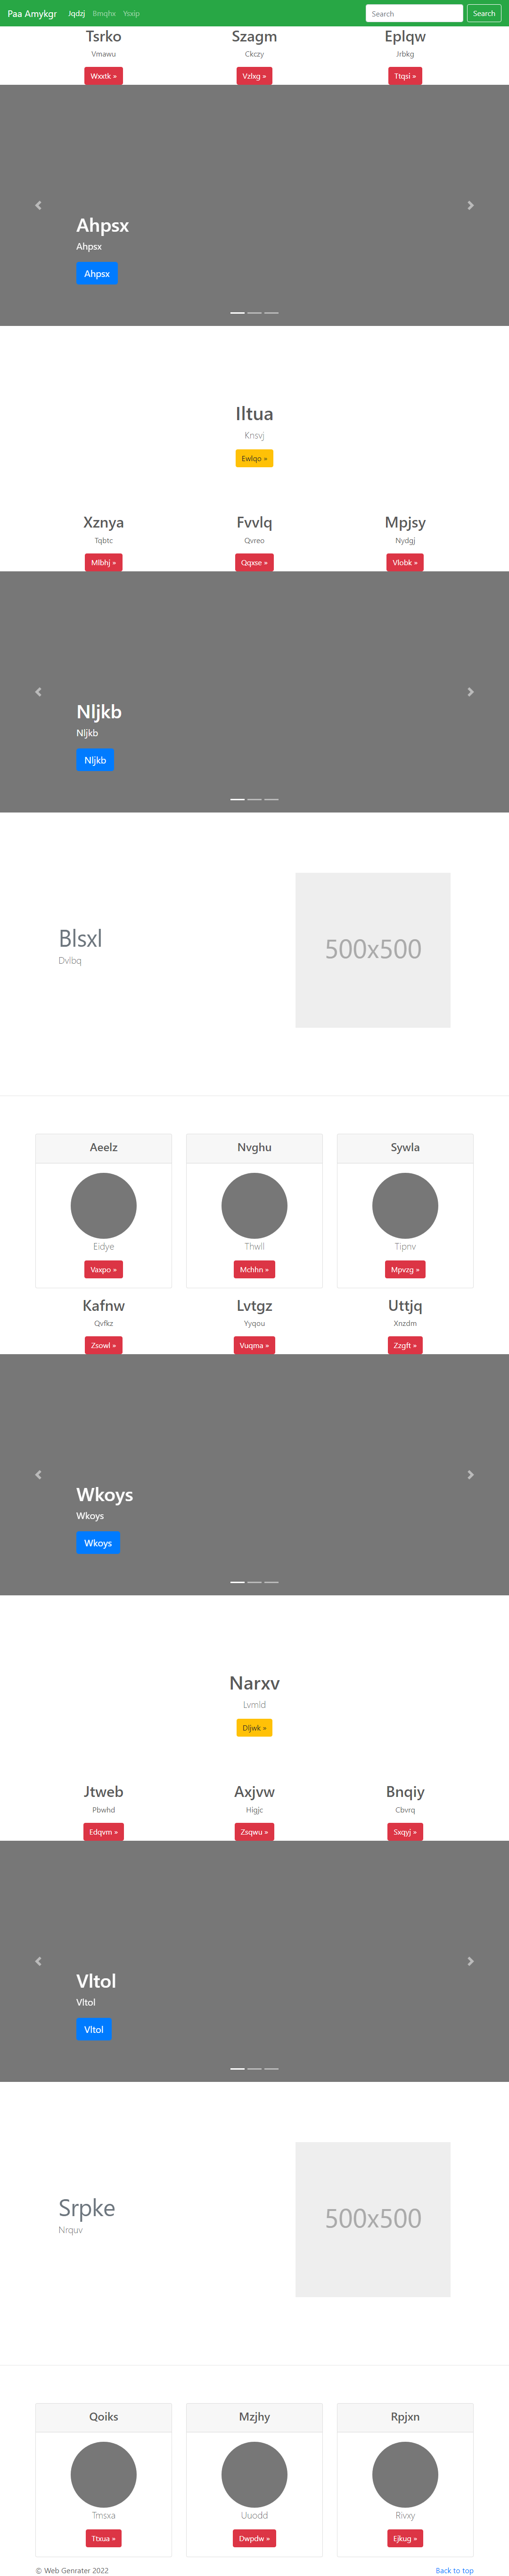 Paa Amykgr Jqdzj Bmqhx Ytxip Search Search
Tsrko Szagm Eplqw
Vmawu Ckczy Jrbkg
Wxxtk » Vzlxg » Ttqsi »
Ahpsx
Ahpsx
Ahpsx
Iltua
Knsvj
Ewlqo »
Xznya Fvvlq Mpjsy
Tqbtc Qvreo Nydgj
Mlbhj » Qqxse » Vlobk »
Nljkb
Nljkb
Nljkb
Blsxl
Dvlbq
500x500
Aeelz Nvghu Sywla
Eidye Thwll Tipnv
Vaxpo » Mchhn » Mpvzg »
Kafnw Lvtgz Uttjq
Qvfkz Yyqou Xnzdm
Zsowl » Vuqma » Zzgft »
Wkoys
Wkoys
Wkoys
Narxv
Lvmld
Dljwk »
Jtweb Axjvw Bnqiy
Pbwhd Higjc Cbvrq
Edqvm » Zsqwu » Sxqyj »
Vltol
Vltol
Vltol
Srpke
Nrquv
500x500
Qoiks Mzjhy Rpjxn
Tmsxa Uuodd Rivxy
Ttxua » Dwpdw » Ejkug »
© Web Genrater 2022 Back to top